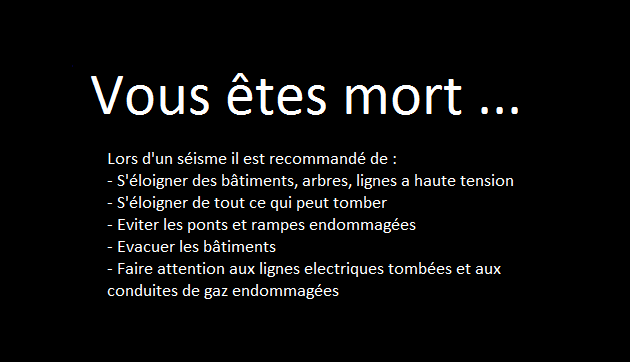 Vous êtes mort ...
Lors d'un séisme il est recommandé de :
- S'éloigner des bâtiments, arbres, lignes a haute tension
- S'éloigner de tout ce qui peut tomber
- Eviter les ponts et rampes endommagées
- Evacuer les bâtiments
- Faire attention aux lignes electriques tombées et aux
conduites de gaz endommagées